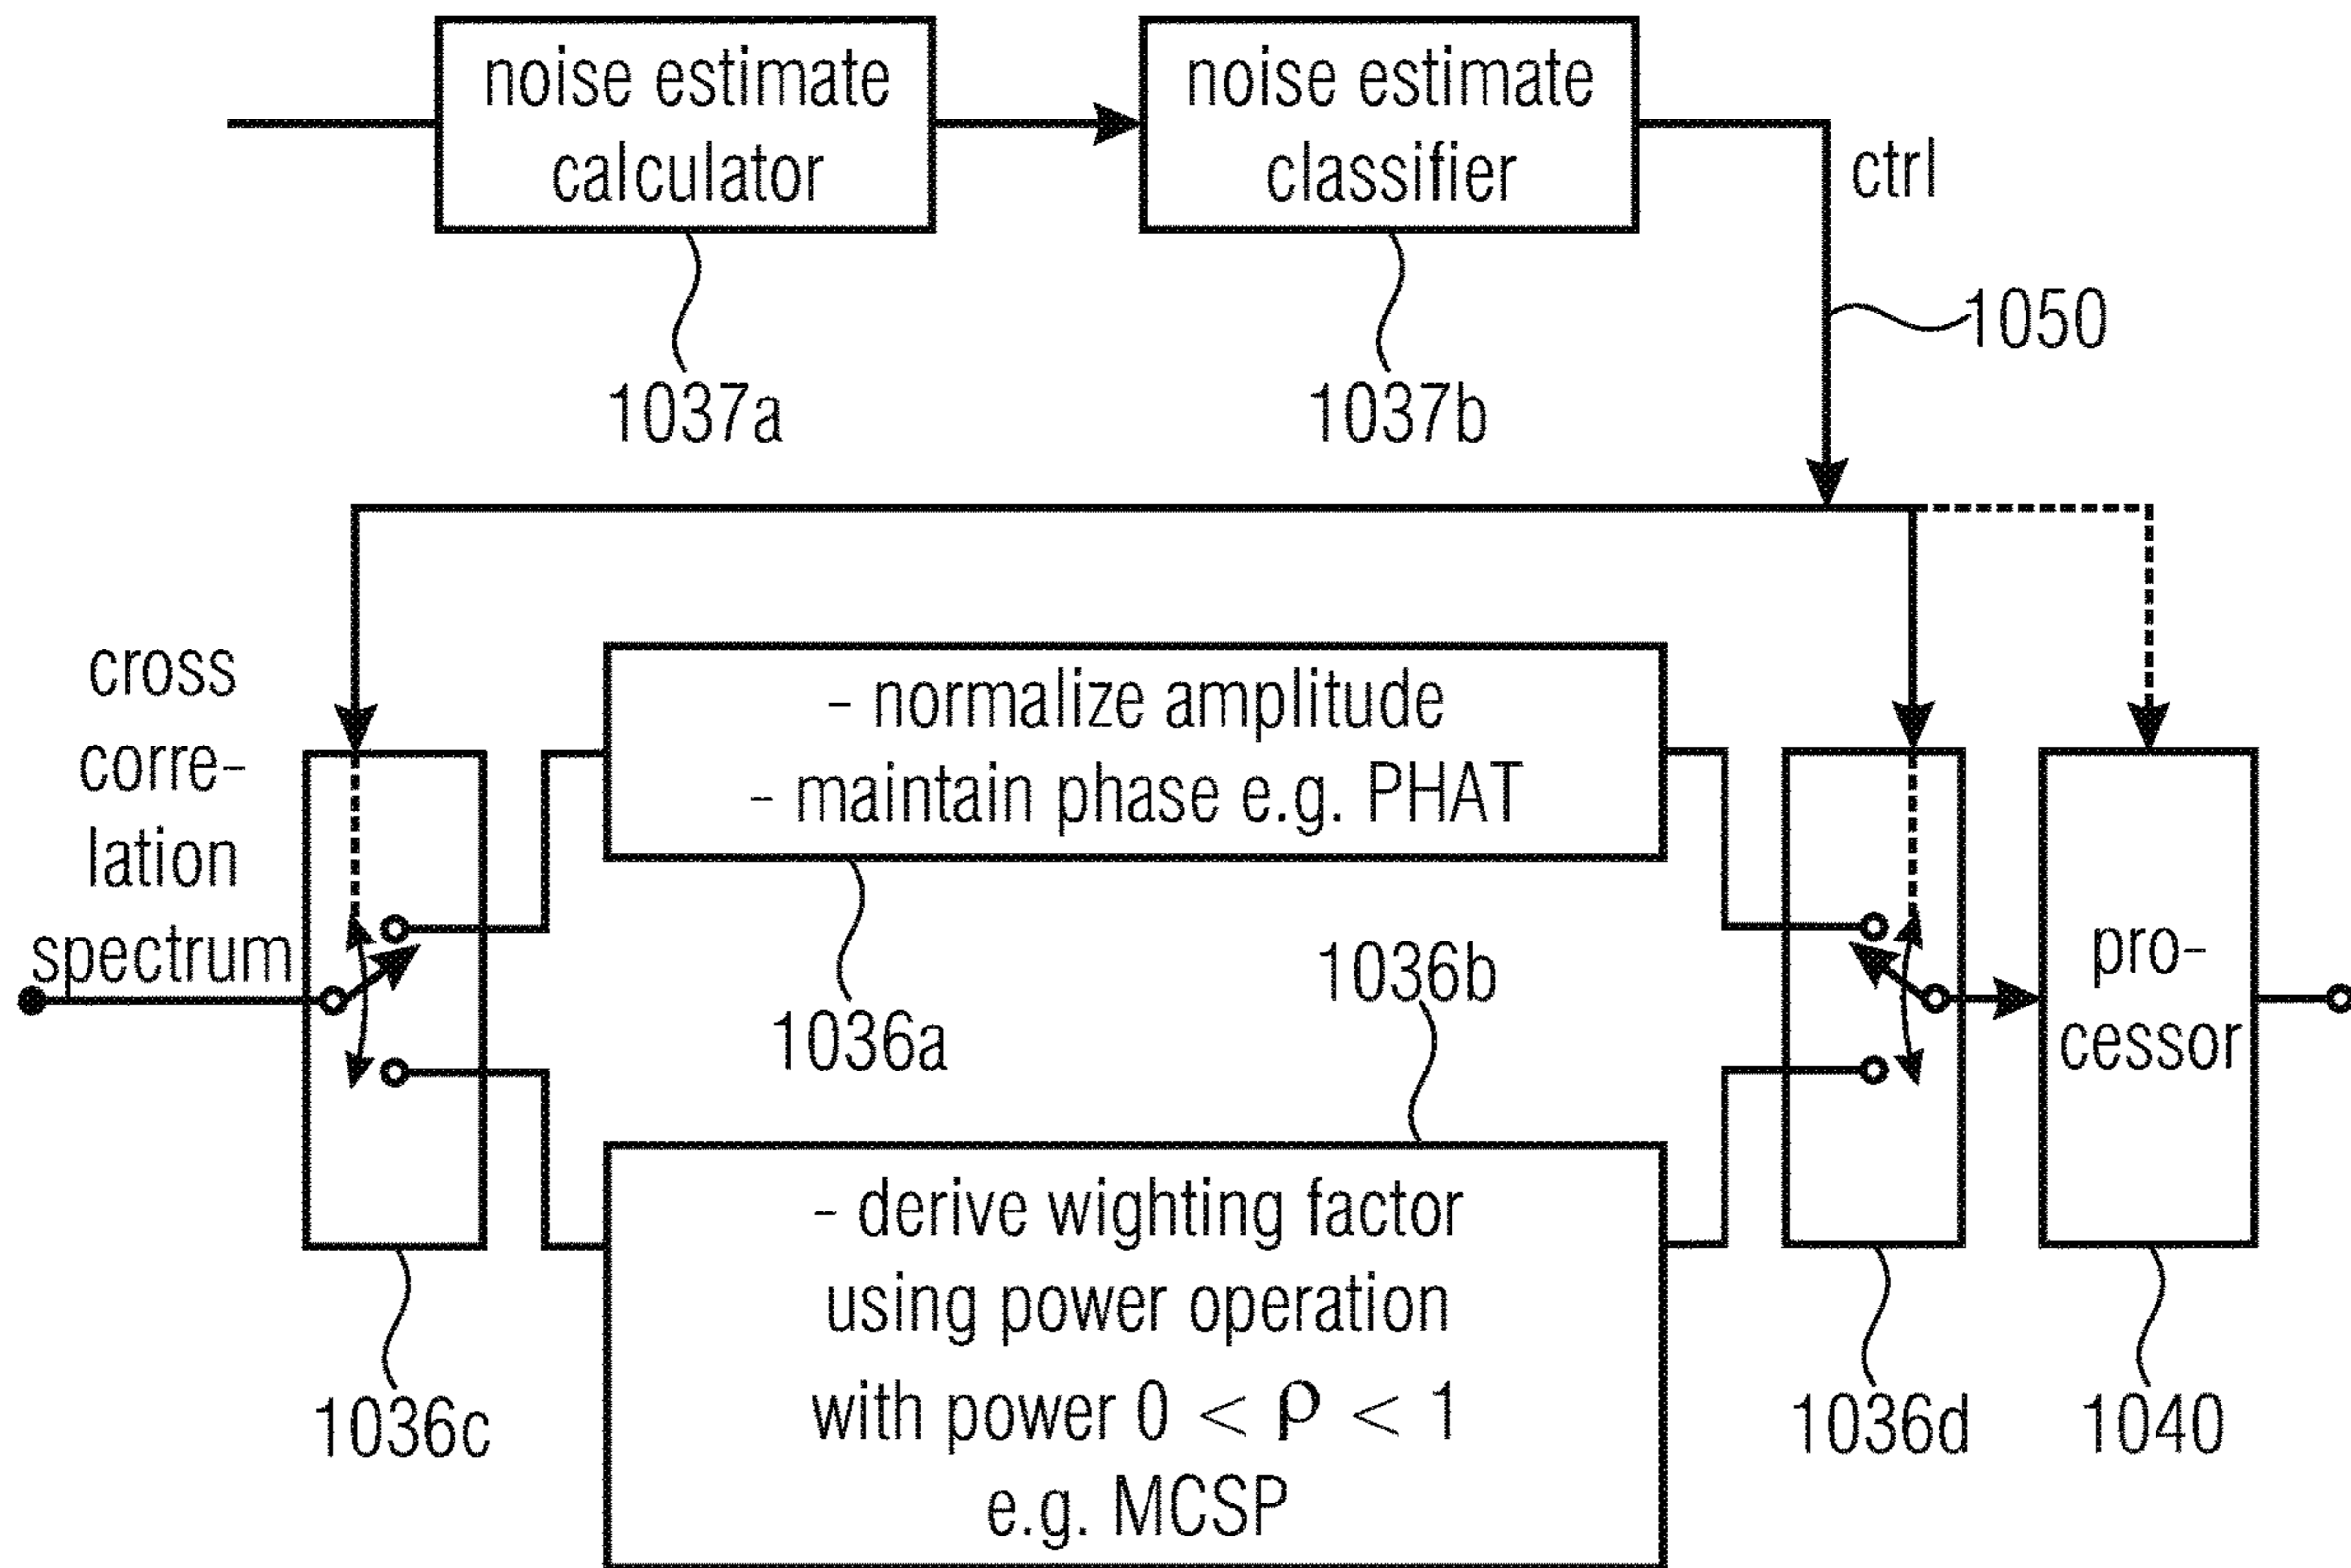 noise estimate
calculator
noise estimate
classifier
ctrl
1050
1037a
1037b
cross
corre-
lation
spectrum
- normalize amplitude
- maintain phase e.g. PHAT
1036a
1036b
pro-
cessor
- derive wighting factor
using power operation
with power 0 < ρ < 1
e.g. MCSP
1036c
1036d
1040